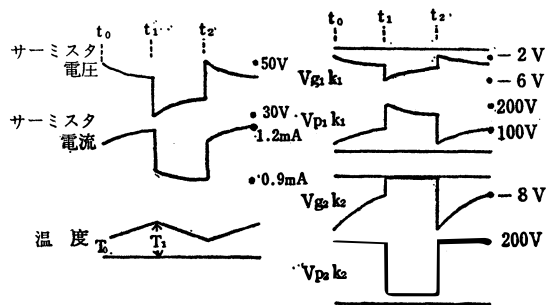 t₀ t₁ t₂
サーミスタ
電圧
50V
30V
サーミスタ
電流
1.2mA
0.9mA
温度
T₀
T₁
t₀ t₁ t₂
Vg₁k₁
－2V
－6V
Vp₁k₁
200V
100V
Vg₂k₂
－8V
Vp₂k₂
200V